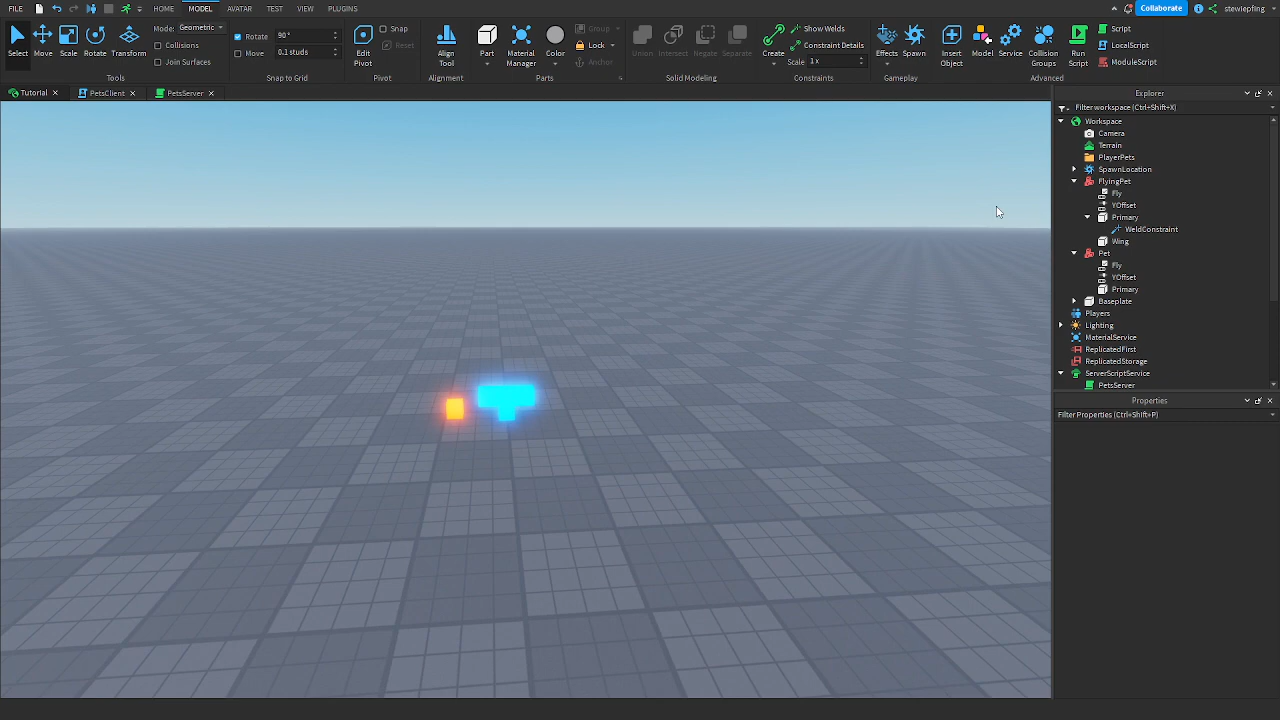 FILE HOME MODEL AVATAR TEST VIEW PLUGINS Collaborate stewiepfing
Select Move Scale Rotate Transform
Mode: Geometric
Collisions
Join Surfaces
Tools
Rotate 90°
Move 0.1 studs
Snap to Grid
Edit Pivot
Snap
Reset
Pivot
Align Tool
Alignment
Part Material Manager Color
Group
Lock
Anchor
Parts
Union Intersect Negate Separate
Solid Modeling
Create
Show Welds
Constraint Details
Scale 1x
Constraints
Effects Spawn
Gameplay
Insert Object Model Service Collision Groups Run Script
Script
LocalScript
ModuleScript
Advanced
Tutorial PetsClient PetsServer
Explorer
Filter workspace (Ctrl+Shift+X)
Workspace
Camera
Terrain
PlayerPets
SpawnLocation
FlyingPet
Fly
YOffset
Primary
WeldConstraint
Wing
Pet
Fly
YOffset
Primary
Baseplate
Players
Lighting
MaterialService
ReplicatedFirst
ReplicatedStorage
ServerScriptService
PetsServer
Properties
Filter Properties (Ctrl+Shift+P)